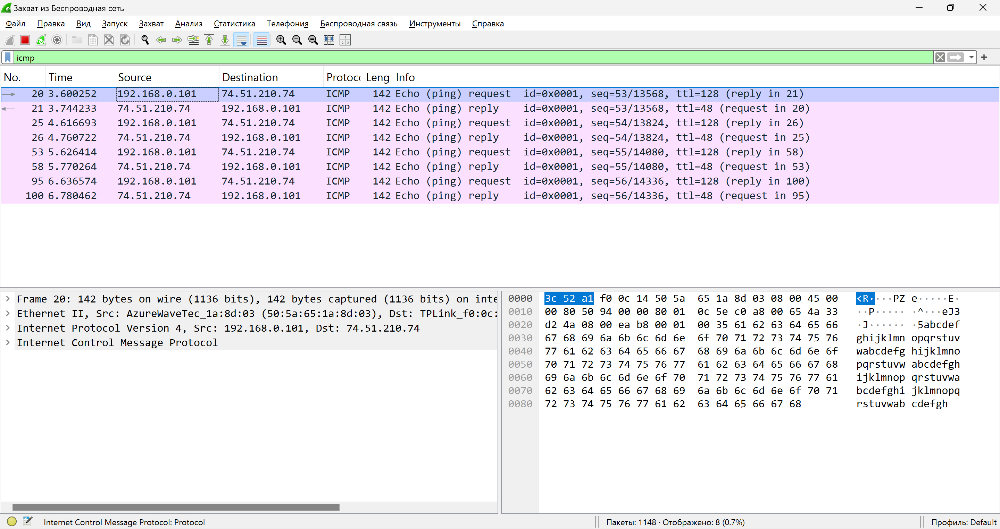 Захват из Беспроводная сеть
Файл Правка Вид Запуск Захват Анализ Статистика Телефония Беспроводная связь Инструменты Справка
icmp
No. Time Source Destination Protoco Leng Info
20 3.600252 192.168.0.101 74.51.210.74 ICMP 142 Echo (ping) request id=0x0001, seq=53/13568, ttl=128 (reply in 21)
21 3.744233 74.51.210.74 192.168.0.101 ICMP 142 Echo (ping) reply id=0x0001, seq=53/13568, ttl=48 (request in 20)
25 4.616693 192.168.0.101 74.51.210.74 ICMP 142 Echo (ping) request id=0x0001, seq=54/13824, ttl=128 (reply in 26)
26 4.760722 74.51.210.74 192.168.0.101 ICMP 142 Echo (ping) reply id=0x0001, seq=54/13824, ttl=48 (request in 25)
53 5.626414 192.168.0.101 74.51.210.74 ICMP 142 Echo (ping) request id=0x0001, seq=55/14080, ttl=128 (reply in 58)
58 5.770264 74.51.210.74 192.168.0.101 ICMP 142 Echo (ping) reply id=0x0001, seq=55/14080, ttl=48 (request in 53)
95 6.636574 192.168.0.101 74.51.210.74 ICMP 142 Echo (ping) request id=0x0001, seq=56/14336, ttl=128 (reply in 100)
100 6.780462 74.51.210.74 192.168.0.101 ICMP 142 Echo (ping) reply id=0x0001, seq=56/14336, ttl=48 (request in 95)
Frame 20: 142 bytes on wire (1136 bits), 142 bytes captured (1136 bits) on inte
Ethernet II, Src: AzureWaveTec_1a:8d:03 (50:5a:65:1a:8d:03), Dst: TPLink_f0:0c:
Internet Protocol Version 4, Src: 192.168.0.101, Dst: 74.51.210.74
Internet Control Message Protocol
0000 3c 52 a1 f0 0c 14 50 5a 65 1a 8d 03 08 00 45 00 <R····PZ e·····E·
0010 00 80 50 94 00 00 80 01 0c 5e c0 a8 00 65 4a 33 ··P····· ·^···eJ3
0020 d2 4a 08 00 ea b8 00 01 00 35 61 62 63 64 65 66 ·J······ ·5abcdef
0030 67 68 69 6a 6b 6c 6d 6e 6f 70 71 72 73 74 75 76 ghijklmn opqrstuv
0040 77 61 62 63 64 65 66 67 68 69 6a 6b 6c 6d 6e 6f wabcdefg hijklmno
0050 70 71 72 73 74 75 76 77 61 62 63 64 65 66 67 68 pqrstuvw abcdefgh
0060 69 6a 6b 6c 6d 6e 6f 70 71 72 73 74 75 76 77 61 ijklmnop qrstuvwa
0070 62 63 64 65 66 67 68 69 6a 6b 6c 6d 6e 6f 70 71 bcdefghi jklmnopq
0080 72 73 74 75 76 77 61 62 63 64 65 66 67 68 rstuvwab cdefgh
Internet Control Message Protocol: Protocol
Пакеты: 1148 · Отображено: 8 (0.7%)
Профиль: Default